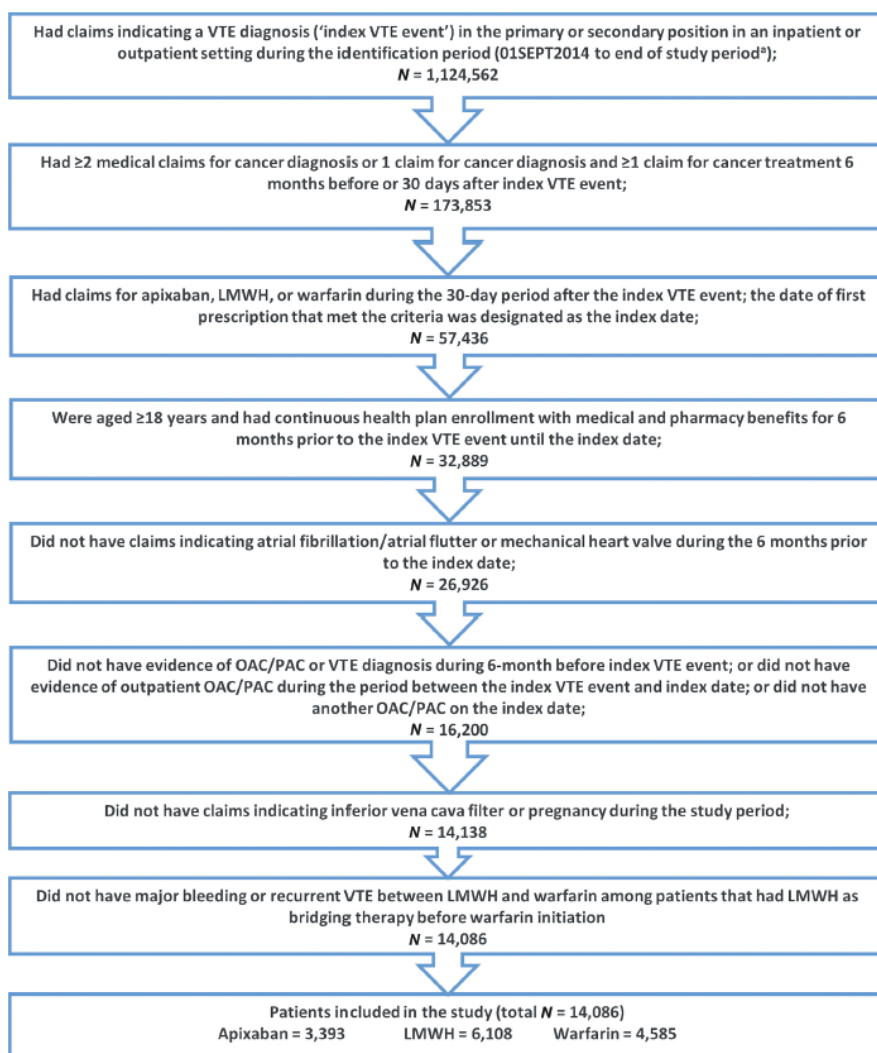 Had claims indicating a VTE diagnosis (‘index VTE event’) in the primary or secondary position in an inpatient or
outpatient setting during the identification period (01SEPT2014 to end of study periodᵃ);
N = 1,124,562
Had ≥2 medical claims for cancer diagnosis or 1 claim for cancer diagnosis and ≥1 claim for cancer treatment 6
months before or 30 days after index VTE event;
N = 173,853
Had claims for apixaban, LMWH, or warfarin during the 30-day period after the index VTE event; the date of first
prescription that met the criteria was designated as the index date;
N = 57,436
Were aged ≥18 years and had continuous health plan enrollment with medical and pharmacy benefits for 6
months prior to the index VTE event until the index date;
N = 32,889
Did not have claims indicating atrial fibrillation/atrial flutter or mechanical heart valve during the 6 months prior
to the index date;
N = 26,926
Did not have evidence of OAC/PAC or VTE diagnosis during 6-month before index VTE event; or did not have
evidence of outpatient OAC/PAC during the period between the index VTE event and index date; or did not have
another OAC/PAC on the index date;
N = 16,200
Did not have claims indicating inferior vena cava filter or pregnancy during the study period;
N = 14,138
Did not have major bleeding or recurrent VTE between LMWH and warfarin among patients that had LMWH as
bridging therapy before warfarin initiation
N = 14,086
Patients included in the study (total N = 14,086)
Apixaban = 3,393 LMWH = 6,108 Warfarin = 4,585